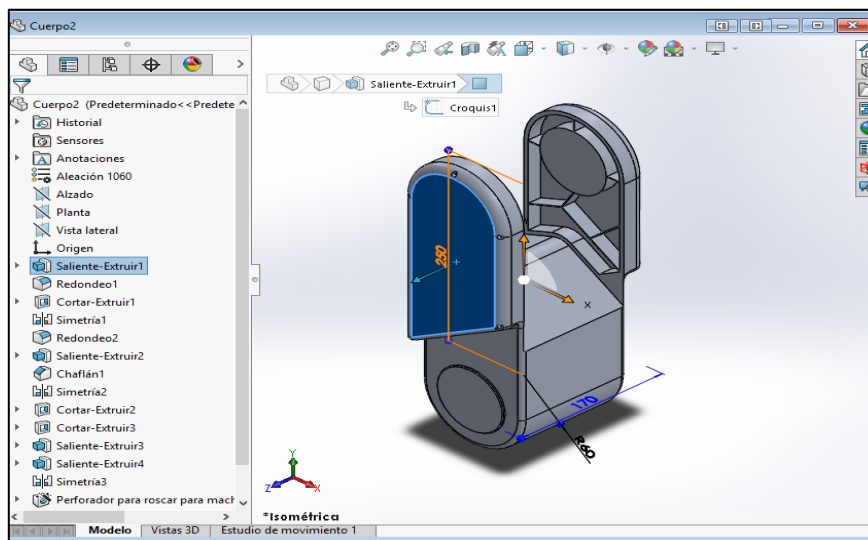 Cuerpo2
Cuerpo2 (Predeterminado<<Predete
Historial
Sensores
Anotaciones
Aleación 1060
Alzado
Planta
Vista lateral
Origen
Saliente-Extruir1
Redondeo1
Cortar-Extruir1
Simetría1
Redondeo2
Saliente-Extruir2
Chaflán1
Simetría2
Cortar-Extruir2
Cortar-Extruir3
Saliente-Extruir3
Saliente-Extruir4
Simetría3
Perforador para roscar para mach
Saliente-Extruir1
Croquis1
250
170
R60
X
Y
Z
X
*Isométrica
Modelo
Vistas 3D
Estudio de movimiento 1